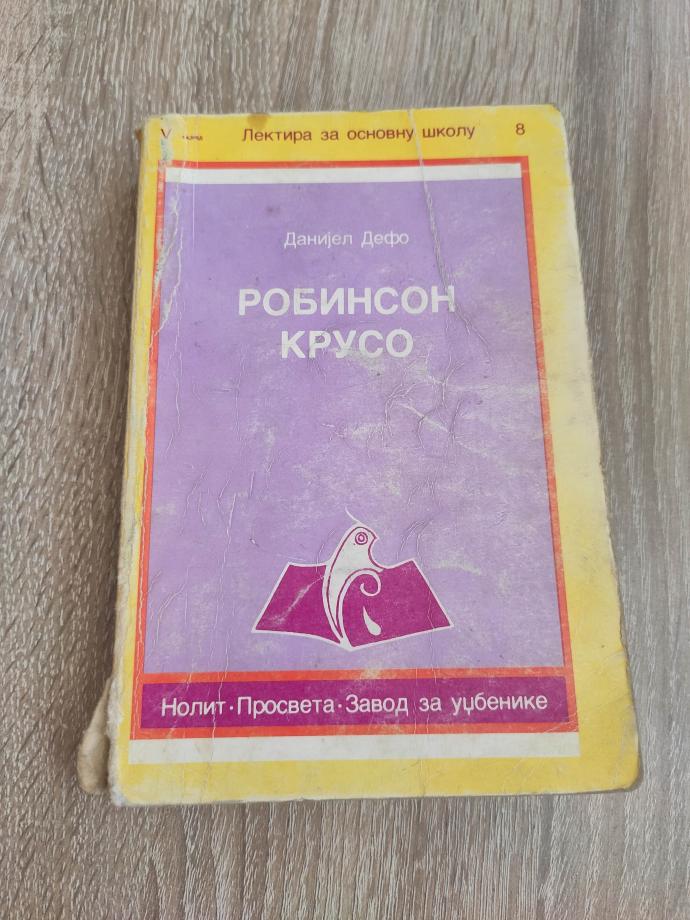 V
Лектира за основну школу 8
Данијел Дефо
РОБИНСОН
КРУСО
Нолит · Просвета · Завод за уџбенике